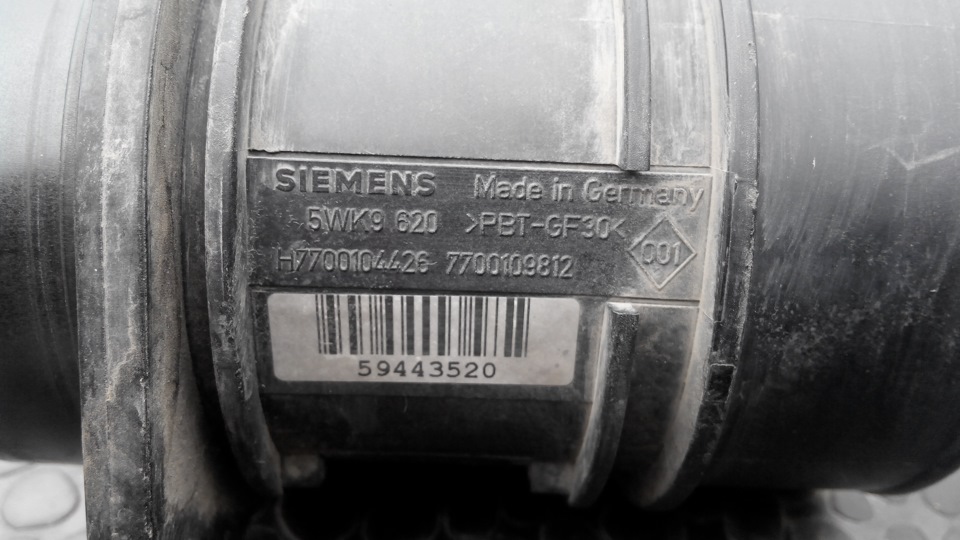 SIEMENS Made in Germany
5WK9 620 >PBT-GF30<
001
H7700104426 7700109812
59443520